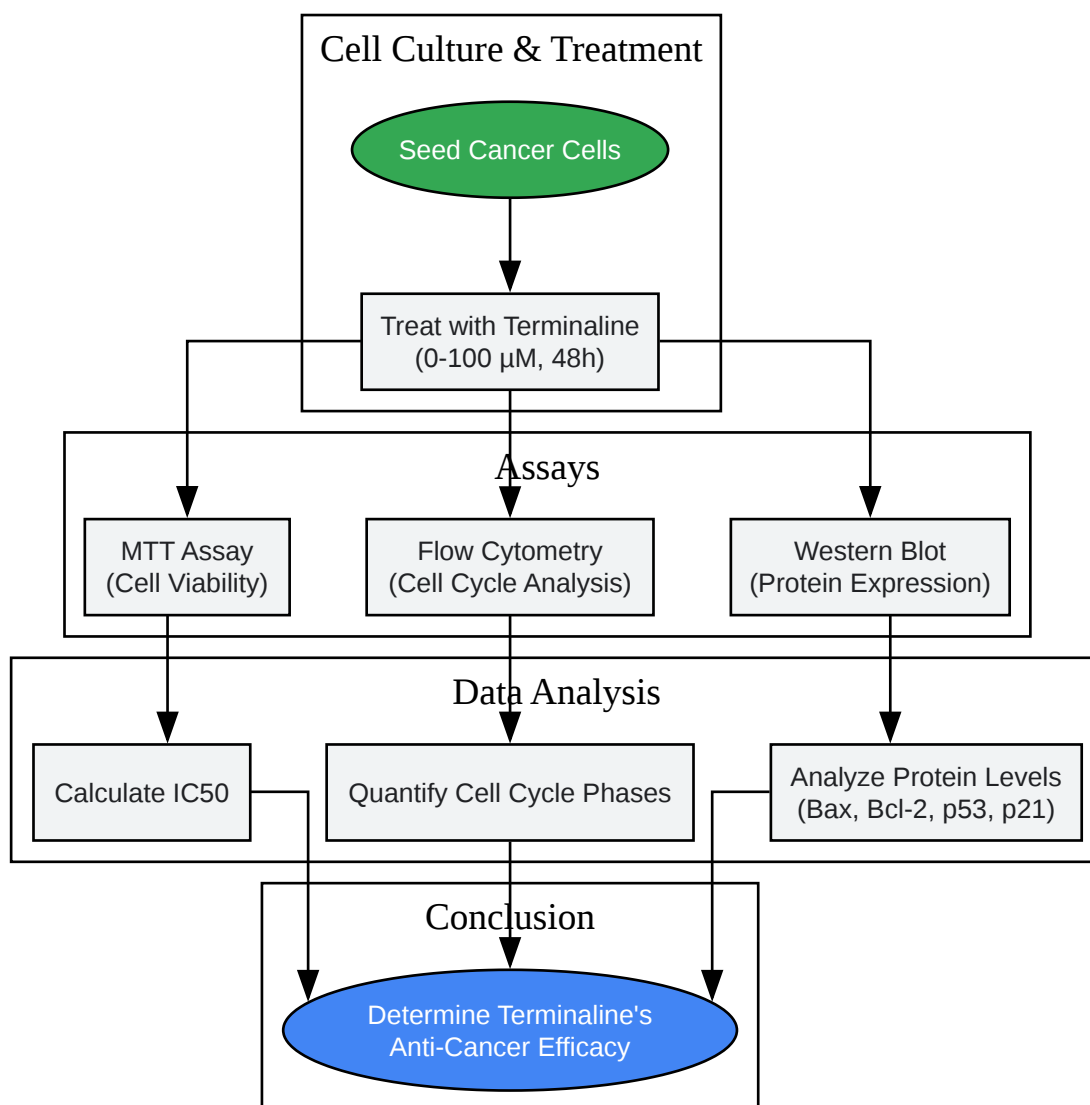 Cell Culture & Treatment
Seed Cancer Cells
Treat with Terminaline
(0-100 µM, 48h)
Assays
MTT Assay
(Cell Viability)
Flow Cytometry
(Cell Cycle Analysis)
Western Blot
(Protein Expression)
Data Analysis
Calculate IC50
Quantify Cell Cycle Phases
Analyze Protein Levels
(Bax, Bcl-2, p53, p21)
Conclusion
Determine Terminaline's
Anti-Cancer Efficacy